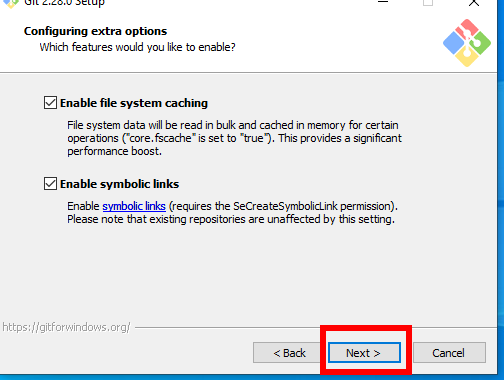 Git 2.28.0 Setup
Configuring extra options
Which features would you like to enable?
Enable file system caching
File system data will be read in bulk and cached in memory for certain
operations ("core.fscache" is set to "true"). This provides a significant
performance boost.
Enable symbolic links
Enable symbolic links (requires the SeCreateSymbolicLink permission).
Please note that existing repositories are unaffected by this setting.
https://gitforwindows.org/
< Back
Next >
Cancel